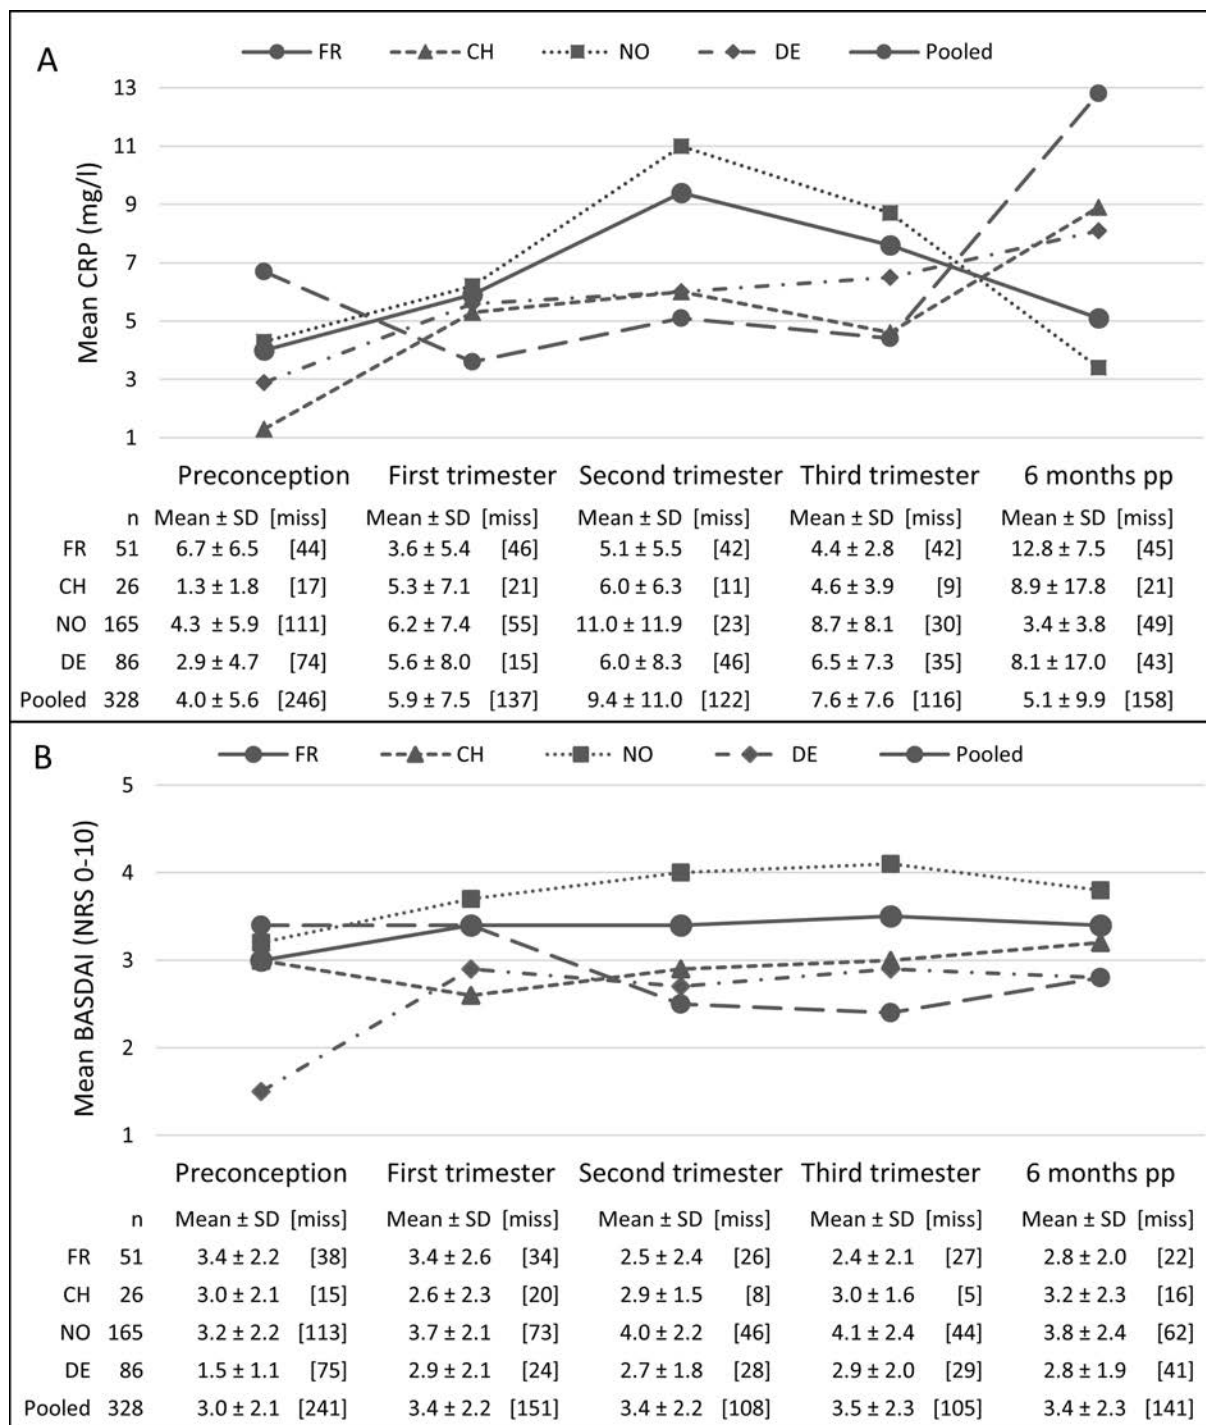 A
FR CH NO DE Pooled
13
11
9
7
5
3
1
Mean CRP (mg/l)
Preconception First trimester Second trimester Third trimester 6 months pp
n Mean ± SD [miss] Mean ± SD [miss] Mean ± SD [miss] Mean ± SD [miss] Mean ± SD [miss]
FR 51 6.7 ± 6.5 [44] 3.6 ± 5.4 [46] 5.1 ± 5.5 [42] 4.4 ± 2.8 [42] 12.8 ± 7.5 [45]
CH 26 1.3 ± 1.8 [17] 5.3 ± 7.1 [21] 6.0 ± 6.3 [11] 4.6 ± 3.9 [9] 8.9 ± 17.8 [21]
NO 165 4.3 ± 5.9 [111] 6.2 ± 7.4 [55] 11.0 ± 11.9 [23] 8.7 ± 8.1 [30] 3.4 ± 3.8 [49]
DE 86 2.9 ± 4.7 [74] 5.6 ± 8.0 [15] 6.0 ± 8.3 [46] 6.5 ± 7.3 [35] 8.1 ± 17.0 [43]
Pooled 328 4.0 ± 5.6 [246] 5.9 ± 7.5 [137] 9.4 ± 11.0 [122] 7.6 ± 7.6 [116] 5.1 ± 9.9 [158]
B
FR CH NO DE Pooled
5
4
3
2
1
Mean BASDAI (NRS 0-10)
Preconception First trimester Second trimester Third trimester 6 months pp
n Mean ± SD [miss] Mean ± SD [miss] Mean ± SD [miss] Mean ± SD [miss] Mean ± SD [miss]
FR 51 3.4 ± 2.2 [38] 3.4 ± 2.6 [34] 2.5 ± 2.4 [26] 2.4 ± 2.1 [27] 2.8 ± 2.0 [22]
CH 26 3.0 ± 2.1 [15] 2.6 ± 2.3 [20] 2.9 ± 1.5 [8] 3.0 ± 1.6 [5] 3.2 ± 2.3 [16]
NO 165 3.2 ± 2.2 [113] 3.7 ± 2.1 [73] 4.0 ± 2.2 [46] 4.1 ± 2.4 [44] 3.8 ± 2.4 [62]
DE 86 1.5 ± 1.1 [75] 2.9 ± 2.1 [24] 2.7 ± 1.8 [28] 2.9 ± 2.0 [29] 2.8 ± 1.9 [41]
Pooled 328 3.0 ± 2.1 [241] 3.4 ± 2.2 [151] 3.4 ± 2.2 [108] 3.5 ± 2.3 [105] 3.4 ± 2.3 [141]